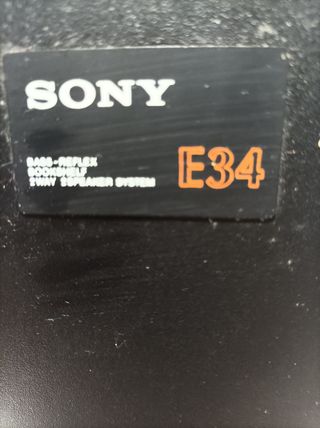 SONY
BASS-REFLEX
BOOKSHELF
2WAY SPEAKER SYSTEM
E34